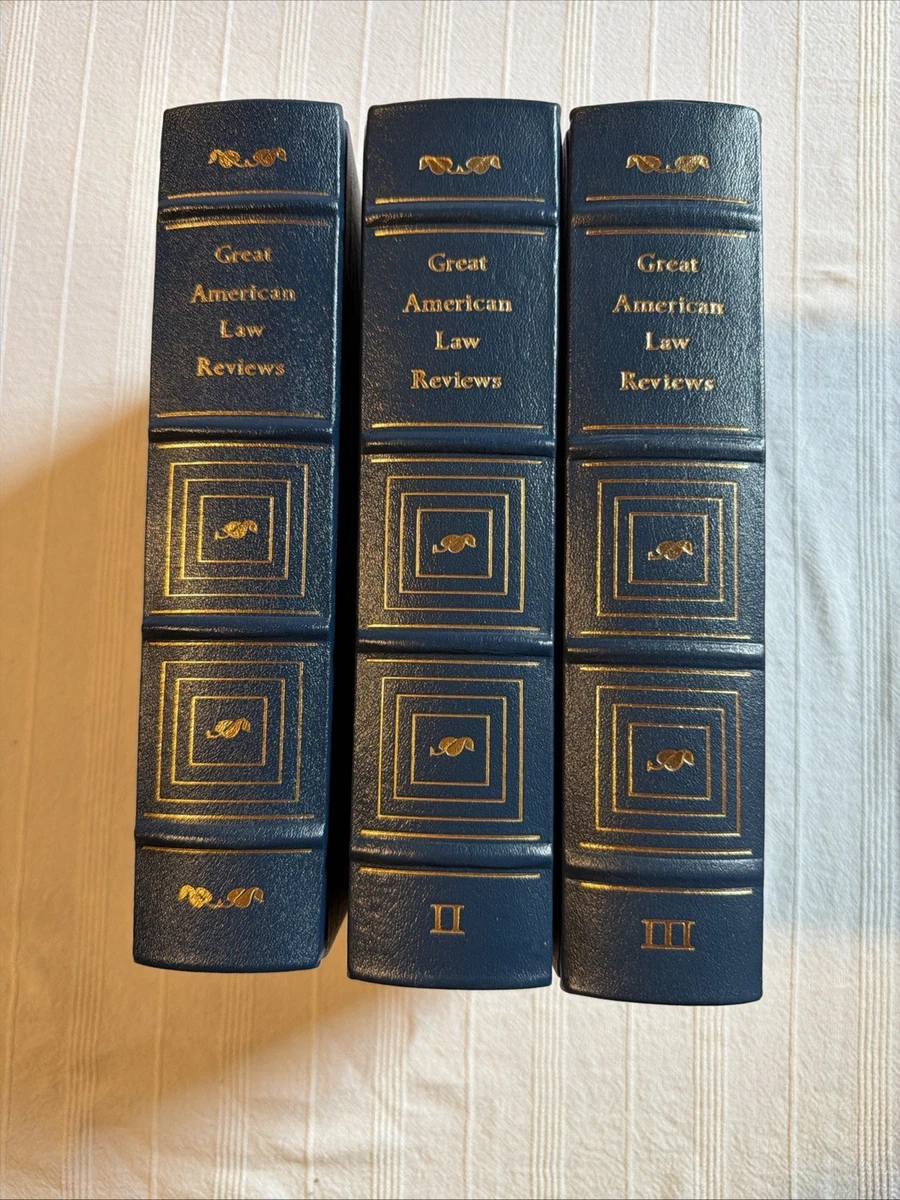 Great
American
Law
Reviews
Great
American
Law
Reviews
II
Great
American
Law
Reviews
III